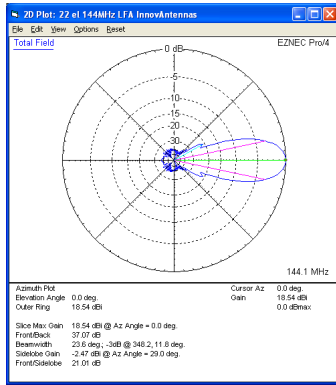 2D Plot: 22 el 144MHz LFA InnovAntennas
File Edit View Options Reset
Total Field
EZNEC Pro/4
0 dB
-5
-10
-15
-20
-30
144.1 MHz
Azimuth Plot
Elevation Angle 0.0 deg.
Outer Ring 18.54 dBi
Cursor Az 0.0 deg.
Gain 18.54 dBi
0.0 dBmax
Slice Max Gain 18.54 dBi @ Az Angle = 0.0 deg.
Front/Back 37.07 dB
Beamwidth 23.6 deg.; -3dB @ 348.2, 11.8 deg.
Sidelobe Gain -2.47 dBi @ Az Angle = 29.0 deg.
Front/Sidelobe 21.01 dB